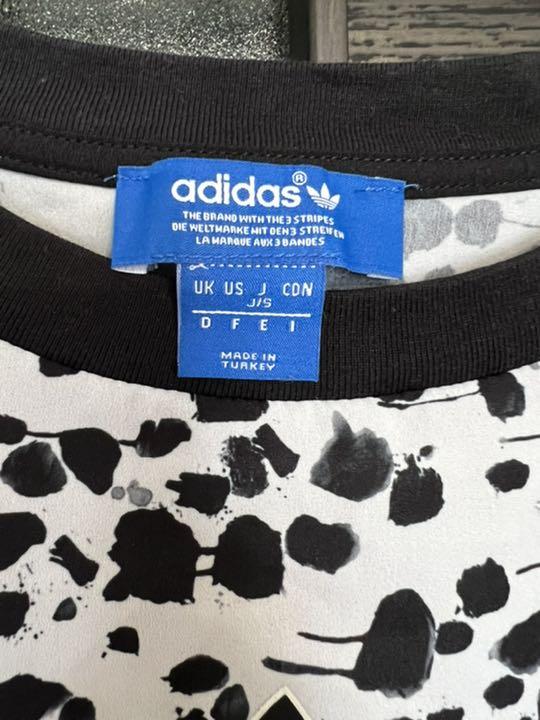 adidas®
THE BRAND WITH THE 3 STRIPES
DIE WELTMARKE MIT DEN 3 STREIFEN
LA MARQUE AUX 3 BANDES
UK US J CDN
J/S
D F E I
MADE IN
TURKEY